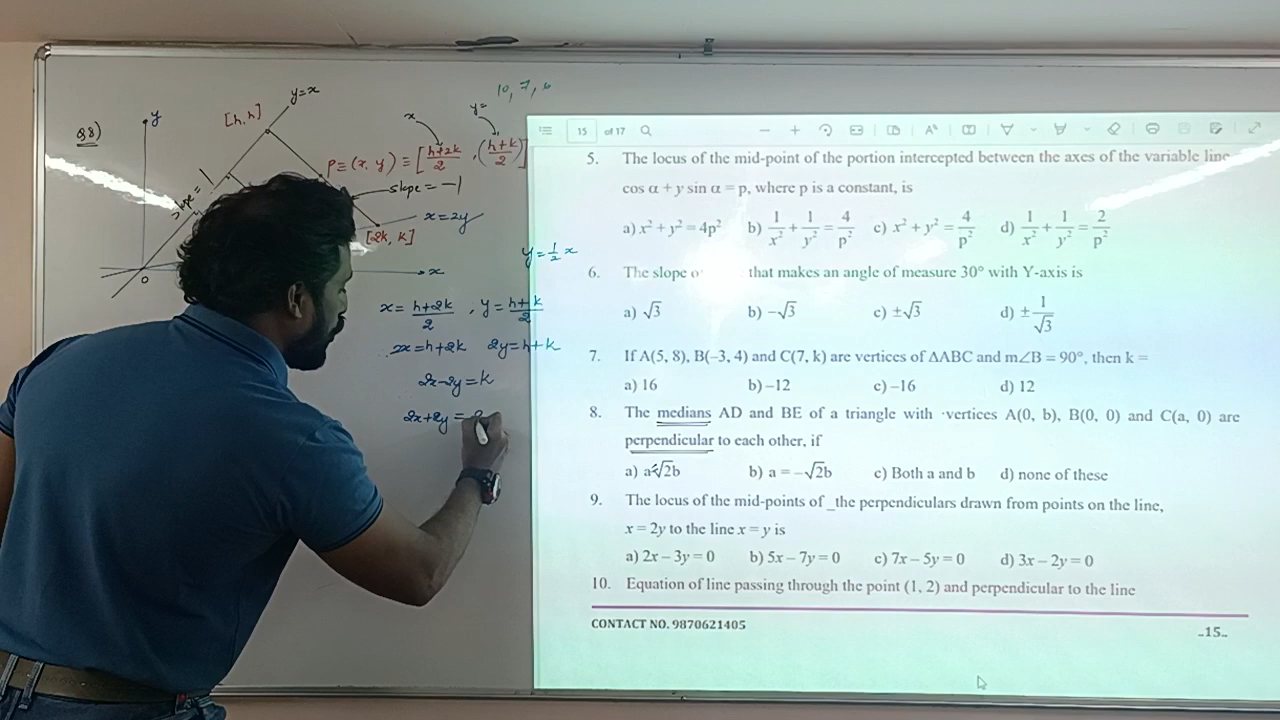 Q8)
y
[h, h]
y=x
10, 7, 6
x
y=
P≡(x, y) ≡ [h+2k/2, (h+k/2)]
slope = 1
slope = -1
x=2y
[2k, k]
y=1/2 x
o
x
x= h+2k/2 , y= h+k/2
2x=h+2k 2y=h+k
2x-2y=k
2x+2y=
15 of 17
5. The locus of the mid-point of the portion intercepted between the axes of the variable line
cos α + y sin α = p, where p is a constant, is
a) x² + y² = 4p² b) 1/x² + 1/y² = 4/p² c) x² + y² = 4/p² d) 1/x² + 1/y² = 2/p²
6. The slope that makes an angle of measure 30° with Y-axis is
a) √3 b) −√3 c) ±√3 d) ± 1/√3
7. If A(5, 8), B(−3, 4) and C(7, k) are vertices of ΔABC and m∠B = 90°, then k =
a) 16 b) −12 c) −16 d) 12
8. The medians AD and BE of a triangle with vertices A(0, b), B(0, 0) and C(a, 0) are
perpendicular to each other, if
a) a=√2b b) a = −√2b c) Both a and b d) none of these
9. The locus of the mid-points of the perpendiculars drawn from points on the line,
x = 2y to the line x = y is
a) 2x − 3y = 0 b) 5x − 7y = 0 c) 7x − 5y = 0 d) 3x − 2y = 0
10. Equation of line passing through the point (1, 2) and perpendicular to the line
CONTACT NO. 9870621405
..15..